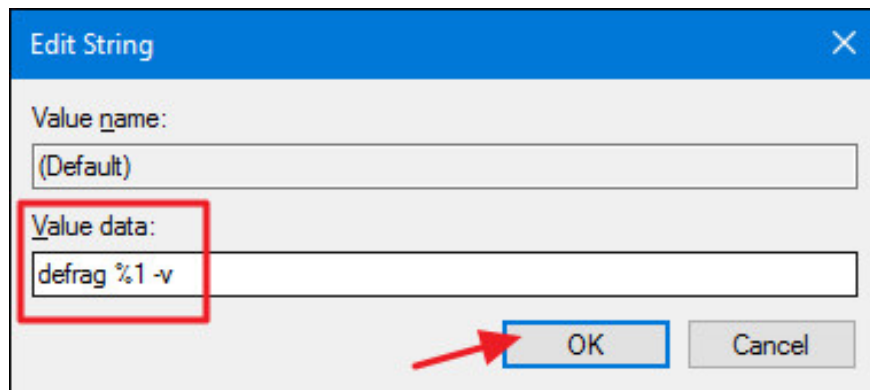 Edit String
Value name:
(Default)
Value data:
defrag %1 -v
OK Cancel